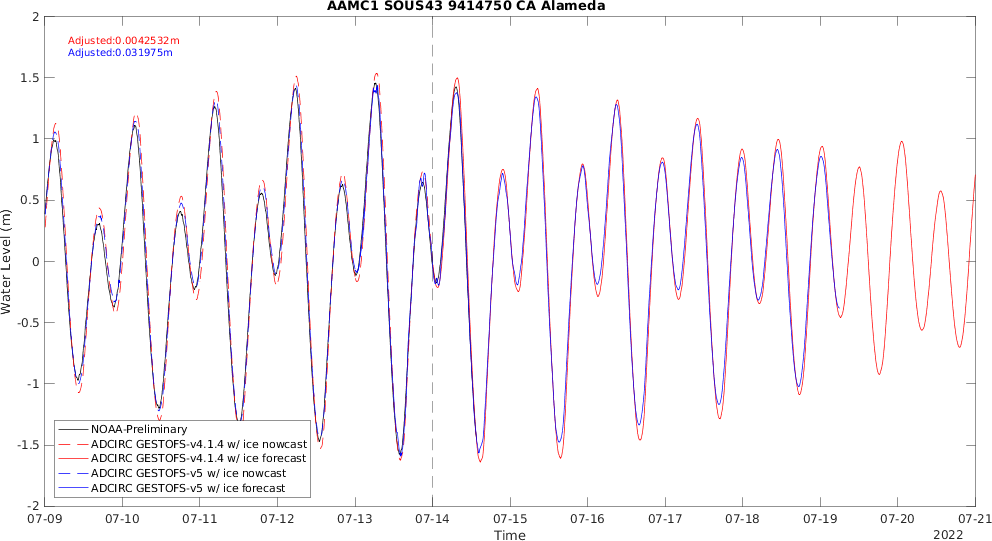 AAMC1 SOUS43 9414750 CA Alameda
2
Adjusted:0.0042532m
Adjusted:0.031975m
1.5
1
0.5
0
-0.5
-1
-1.5
-2
Water Level (m)
NOAA-Preliminary
ADCIRC GESTOFS-v4.1.4 w/ ice nowcast
ADCIRC GESTOFS-v4.1.4 w/ ice forecast
ADCIRC GESTOFS-v5 w/ ice nowcast
ADCIRC GESTOFS-v5 w/ ice forecast
07-09 07-10 07-11 07-12 07-13 07-14 07-15 07-16 07-17 07-18 07-19 07-20 07-21
Time
2022